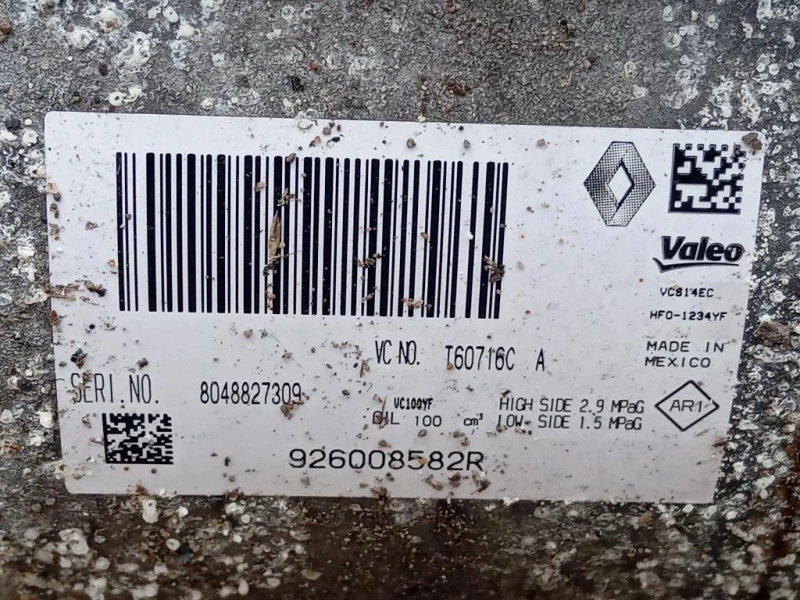 Valeo
VCS14EC
HFO-1234YF
MADE IN
MEXICO
VC NO. T60716C A
SERI.NO. 8048827309
VC100YF
OIL 100 cm³
HIGH SIDE 2.9 MPaG
LOW- SIDE 1.5 MPaG
AR1
926008582R